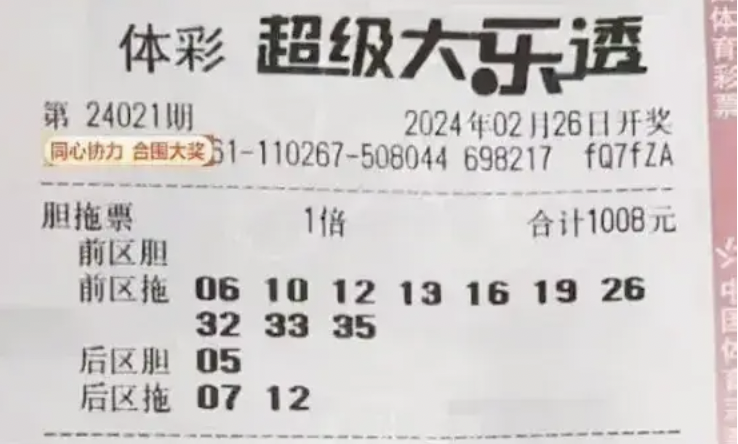 体彩 超级大乐透
第 24021期
2024年02月26日开奖
同心协力 合围大奖
61-110267-508044 698217 fQ7fZA
胆拖票 1倍 合计1008元
前区胆
前区拖 06 10 12 13 16 19 26
32 33 35
后区胆 05
后区拖 07 12
体育彩票
中国体育